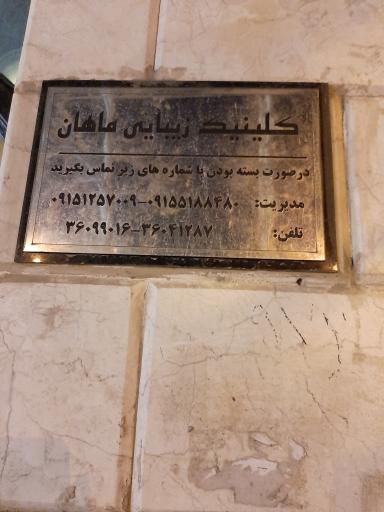 کلینیک زیبایی ماهان
درصورت بسته بودن با شماره های زیر تماس بگیرید
مدیریت: ۰۹۱۵۵۱۸۸۴۸۰-۰۹۱۵۱۲۵۷۰۰۹
تلفن: ۳۶۰۴۱۲۸۷-۳۶۰۹۹۰۱۶